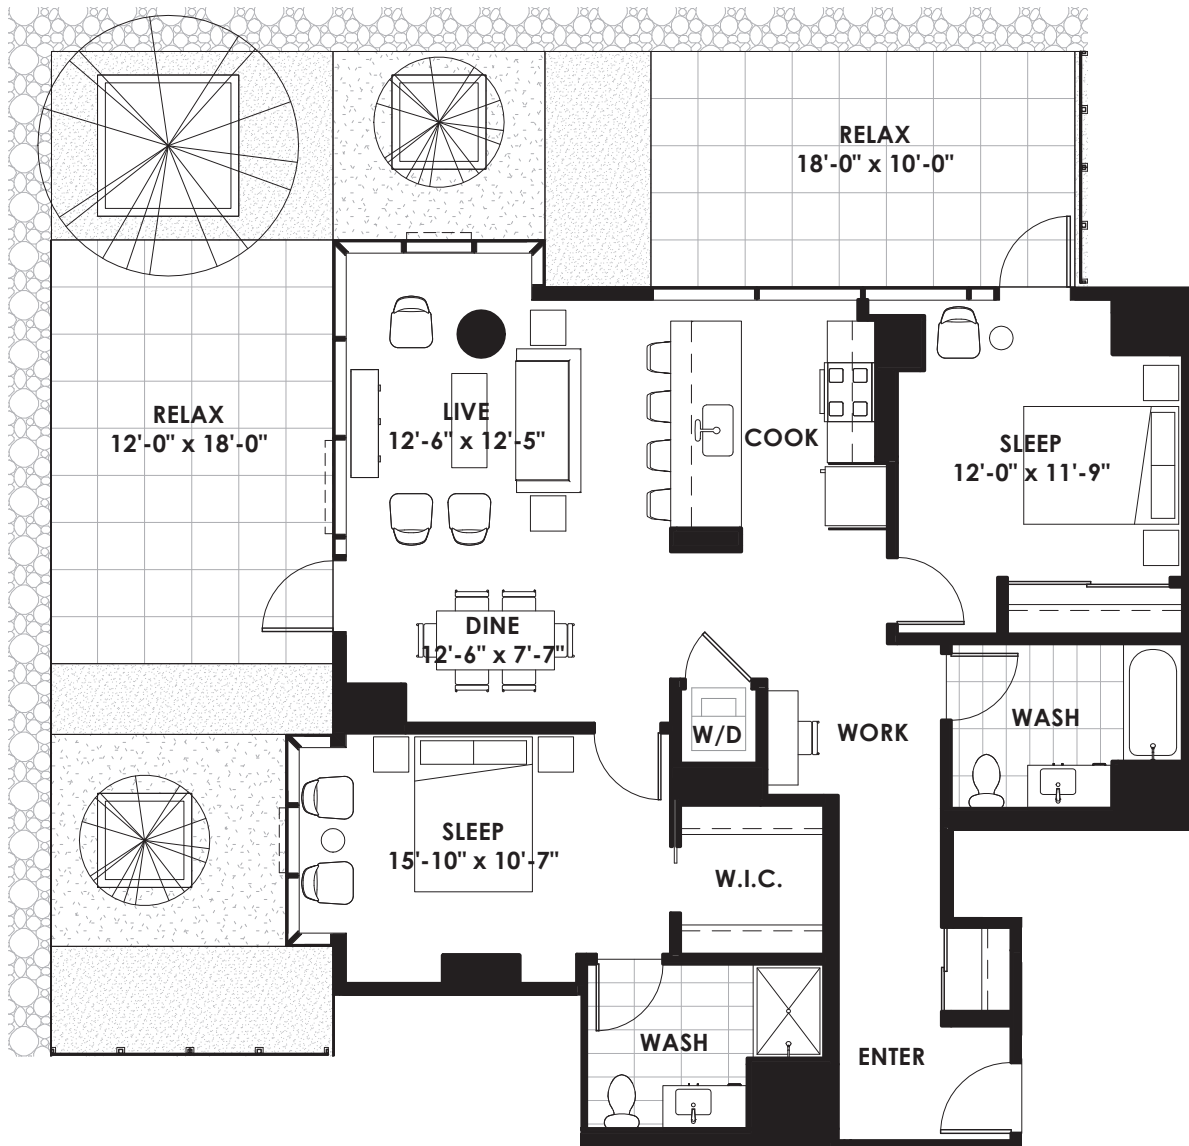 RELAX
18'-0" x 10'-0"
RELAX
12'-0" x 18'-0"
LIVE
12'-6" x 12'-5"
COOK
SLEEP
12'-0" x 11'-9"
DINE
12'-6" x 7'-7"
W/D
WORK
WASH
SLEEP
15'-10" x 10'-7"
W.I.C.
WASH
ENTER